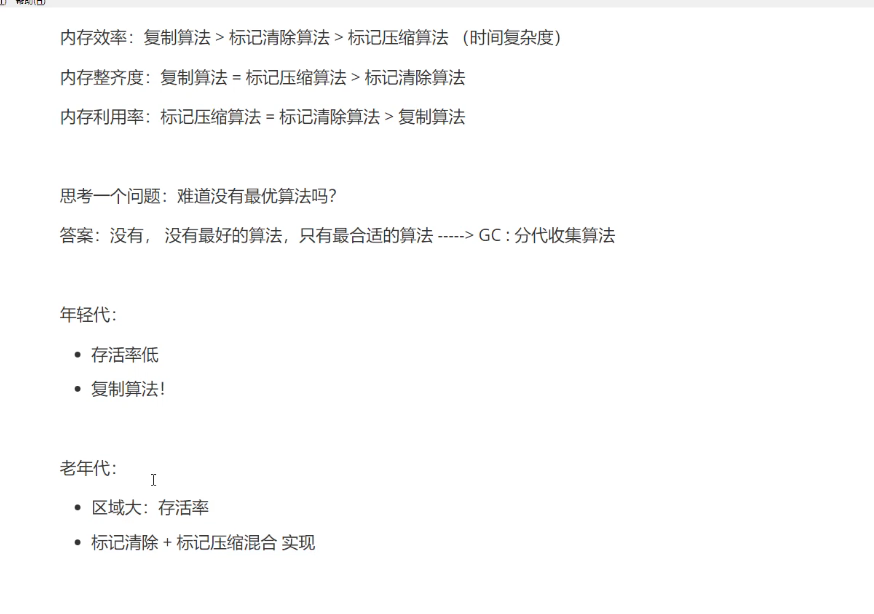 帮助(H)
内存效率：复制算法 > 标记清除算法 > 标记压缩算法 （时间复杂度）
内存整齐度：复制算法 = 标记压缩算法 > 标记清除算法
内存利用率：标记压缩算法 = 标记清除算法 > 复制算法
思考一个问题：难道没有最优算法吗？
答案：没有， 没有最好的算法，只有最合适的算法 -----> GC : 分代收集算法
年轻代：
• 存活率低
• 复制算法！
老年代：
• 区域大：存活率
• 标记清除 + 标记压缩混合 实现